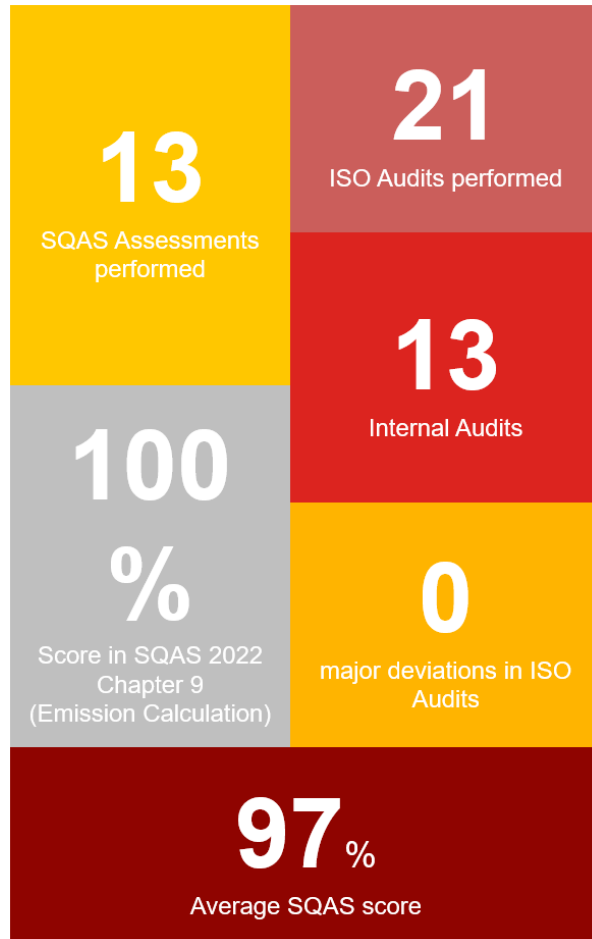 13
SQAS Assessments
performed
21
ISO Audits performed
13
Internal Audits
100
%
Score in SQAS 2022
Chapter 9
(Emission Calculation)
0
major deviations in ISO
Audits
97 %
Average SQAS score